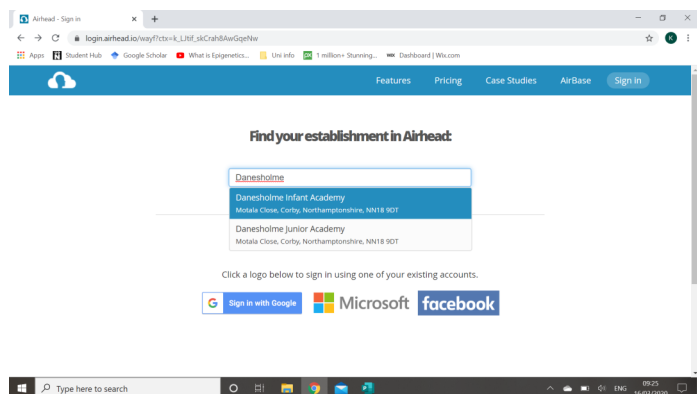 Airhead - Sign in
login.airhead.io/wayf?ctx=k_LJtif_skCrah8AwGqeNw
K
Apps Student Hub Google Scholar What is Epigenetics... Uni info 1 million+ Stunning... WIX Dashboard | Wix.com
Features Pricing Case Studies AirBase Sign in
Find your establishment in Airhead:
Danesholme
Danesholme Infant Academy
Motala Close, Corby, Northamptonshire, NN18 9DT
Danesholme Junior Academy
Motala Close, Corby, Northamptonshire, NN18 9DT
Click a logo below to sign in using one of your existing accounts.
G Sign in with Google Microsoft facebook
Type here to search
ENG 09:25
16/03/2020